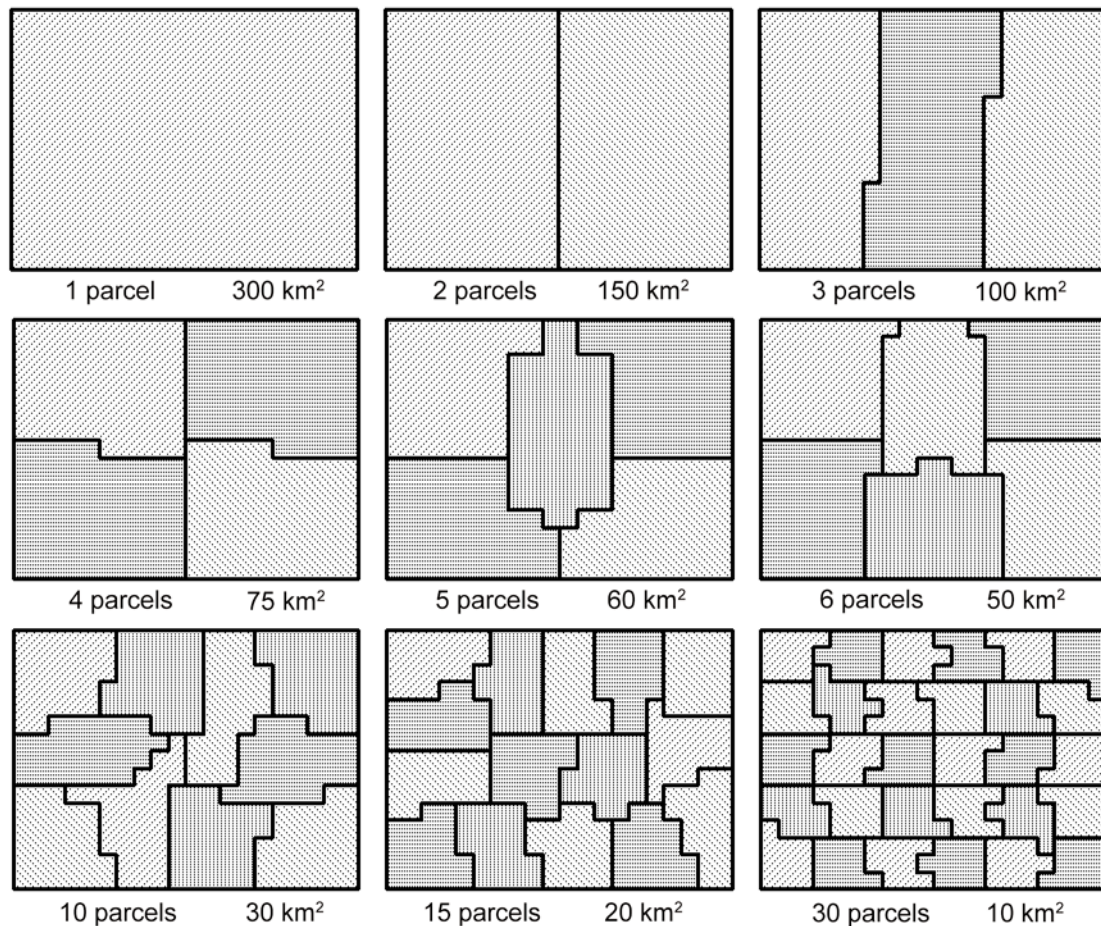 1 parcel 300 km²
2 parcels 150 km²
3 parcels 100 km²
4 parcels 75 km²
5 parcels 60 km²
6 parcels 50 km²
10 parcels 30 km²
15 parcels 20 km²
30 parcels 10 km²